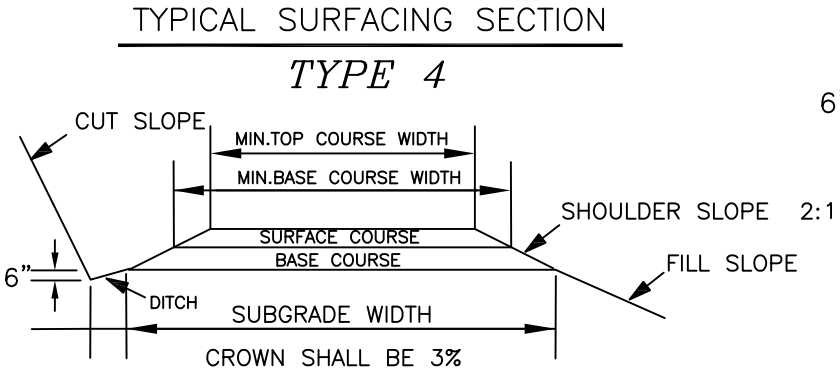 TYPICAL SURFACING SECTION
TYPE 4
6
CUT SLOPE
MIN.TOP COURSE WIDTH
MIN.BASE COURSE WIDTH
SHOULDER SLOPE 2:1
SURFACE COURSE
BASE COURSE
FILL SLOPE
6"
DITCH
SUBGRADE WIDTH
CROWN SHALL BE 3%